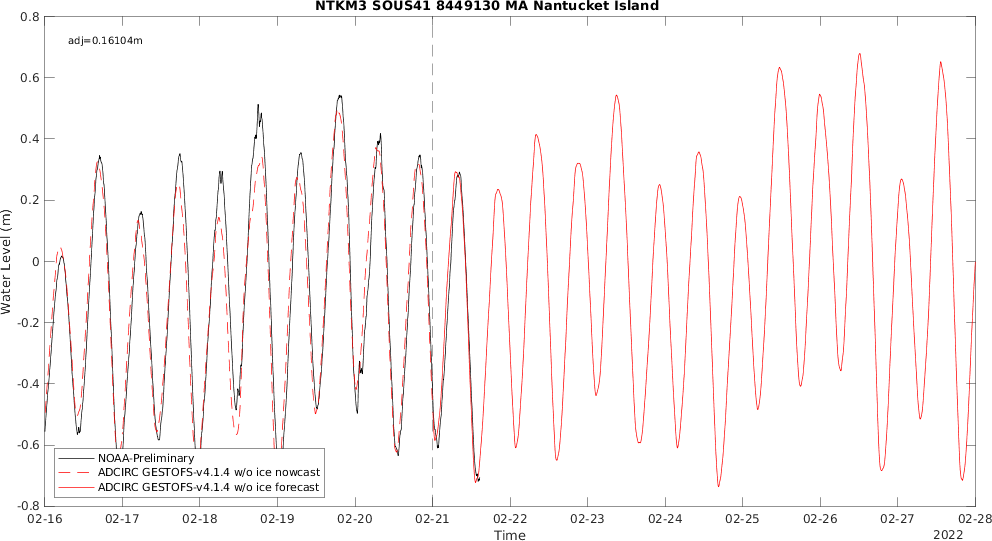 NTKM3 SOUS41 8449130 MA Nantucket Island
adj=0.16104m
0.8
0.6
0.4
0.2
0
-0.2
-0.4
-0.6
-0.8
Water Level (m)
NOAA-Preliminary
ADCIRC GESTOFS-v4.1.4 w/o ice nowcast
ADCIRC GESTOFS-v4.1.4 w/o ice forecast
02-16 02-17 02-18 02-19 02-20 02-21 02-22 02-23 02-24 02-25 02-26 02-27 02-28
Time
2022